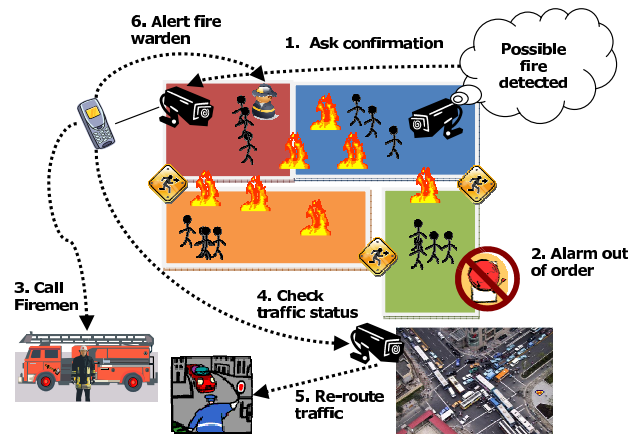 6. Alert fire
warden
1. Ask confirmation
Possible
fire
detected
2. Alarm out
of order
3. Call
Firemen
4. Check
traffic status
5. Re-route
traffic